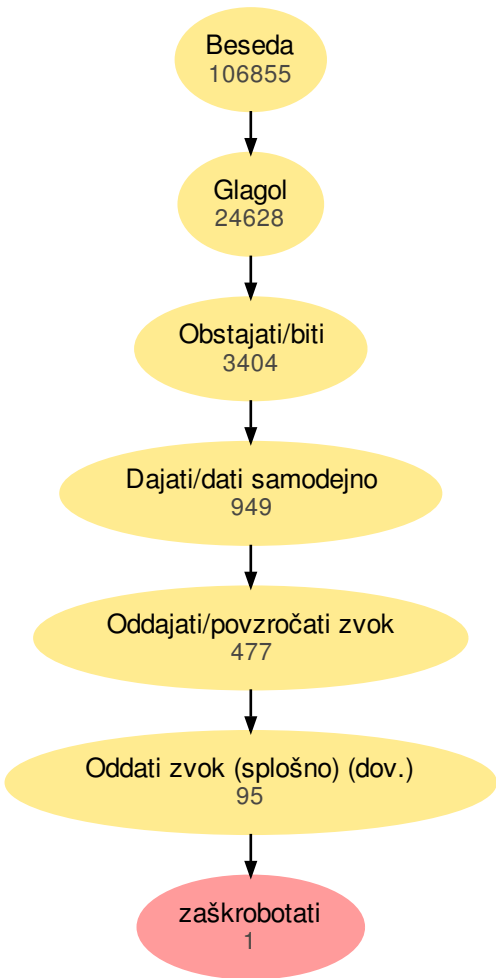 Beseda
106855
Glagol
24628
Obstajati/biti
3404
Dajati/dati samodejno
949
Oddajati/povzročati zvok
477
Oddati zvok (splošno) (dov.)
95
zaškrobotati
1